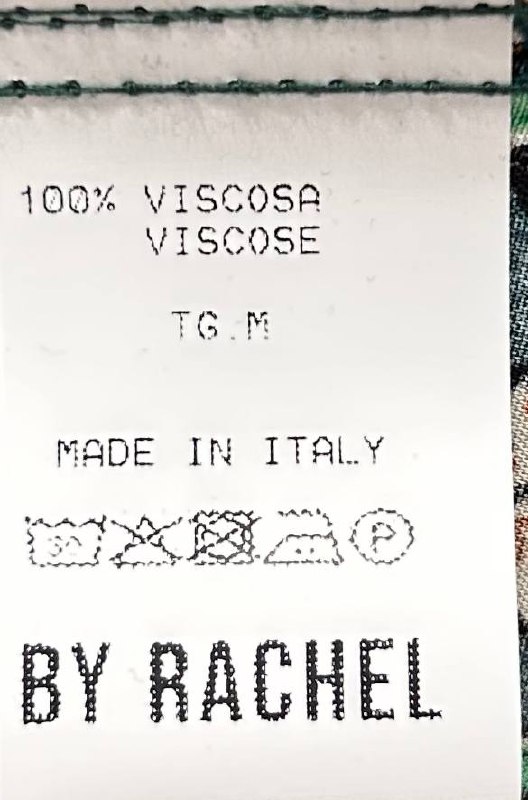 100% VISCOSA
VISCOSE
TG.M
MADE IN ITALY
30
P
BY RACHEL